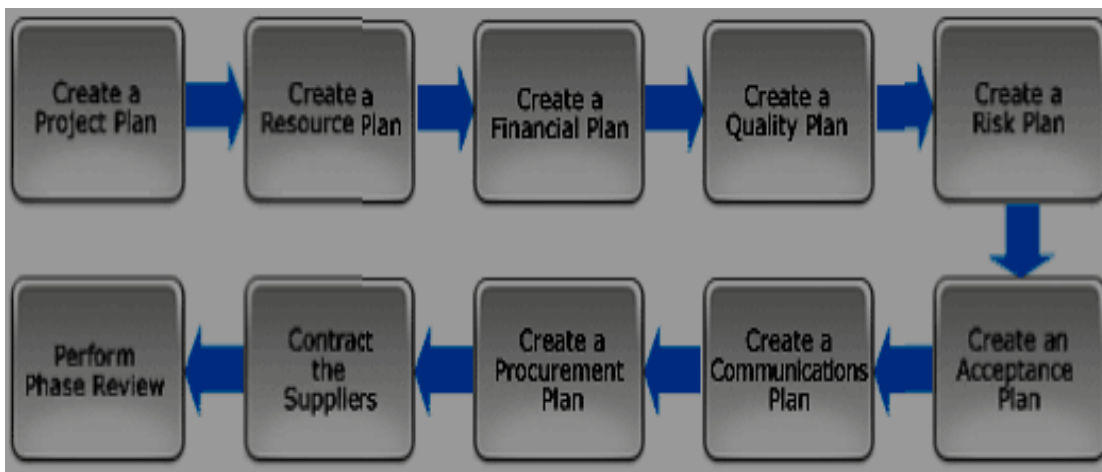 Create a
Project Plan
Create a
Resource Plan
Create a
Financial Plan
Create a
Quality Plan
Create a
Risk Plan
Create an
Acceptance
Plan
Create a
Communications
Plan
Create a
Procurement
Plan
Contract
the
Suppliers
Perform
Phase Review